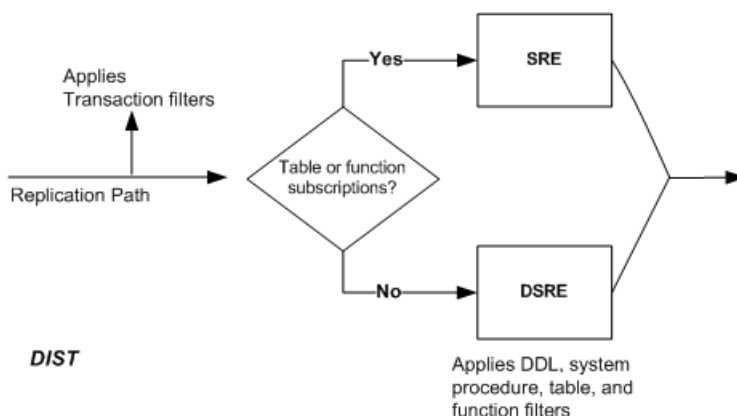 Applies
Transaction filters
Replication Path
Table or function
subscriptions?
Yes
SRE
No
DSRE
Applies DDL, system
procedure, table, and
function filters
DIST